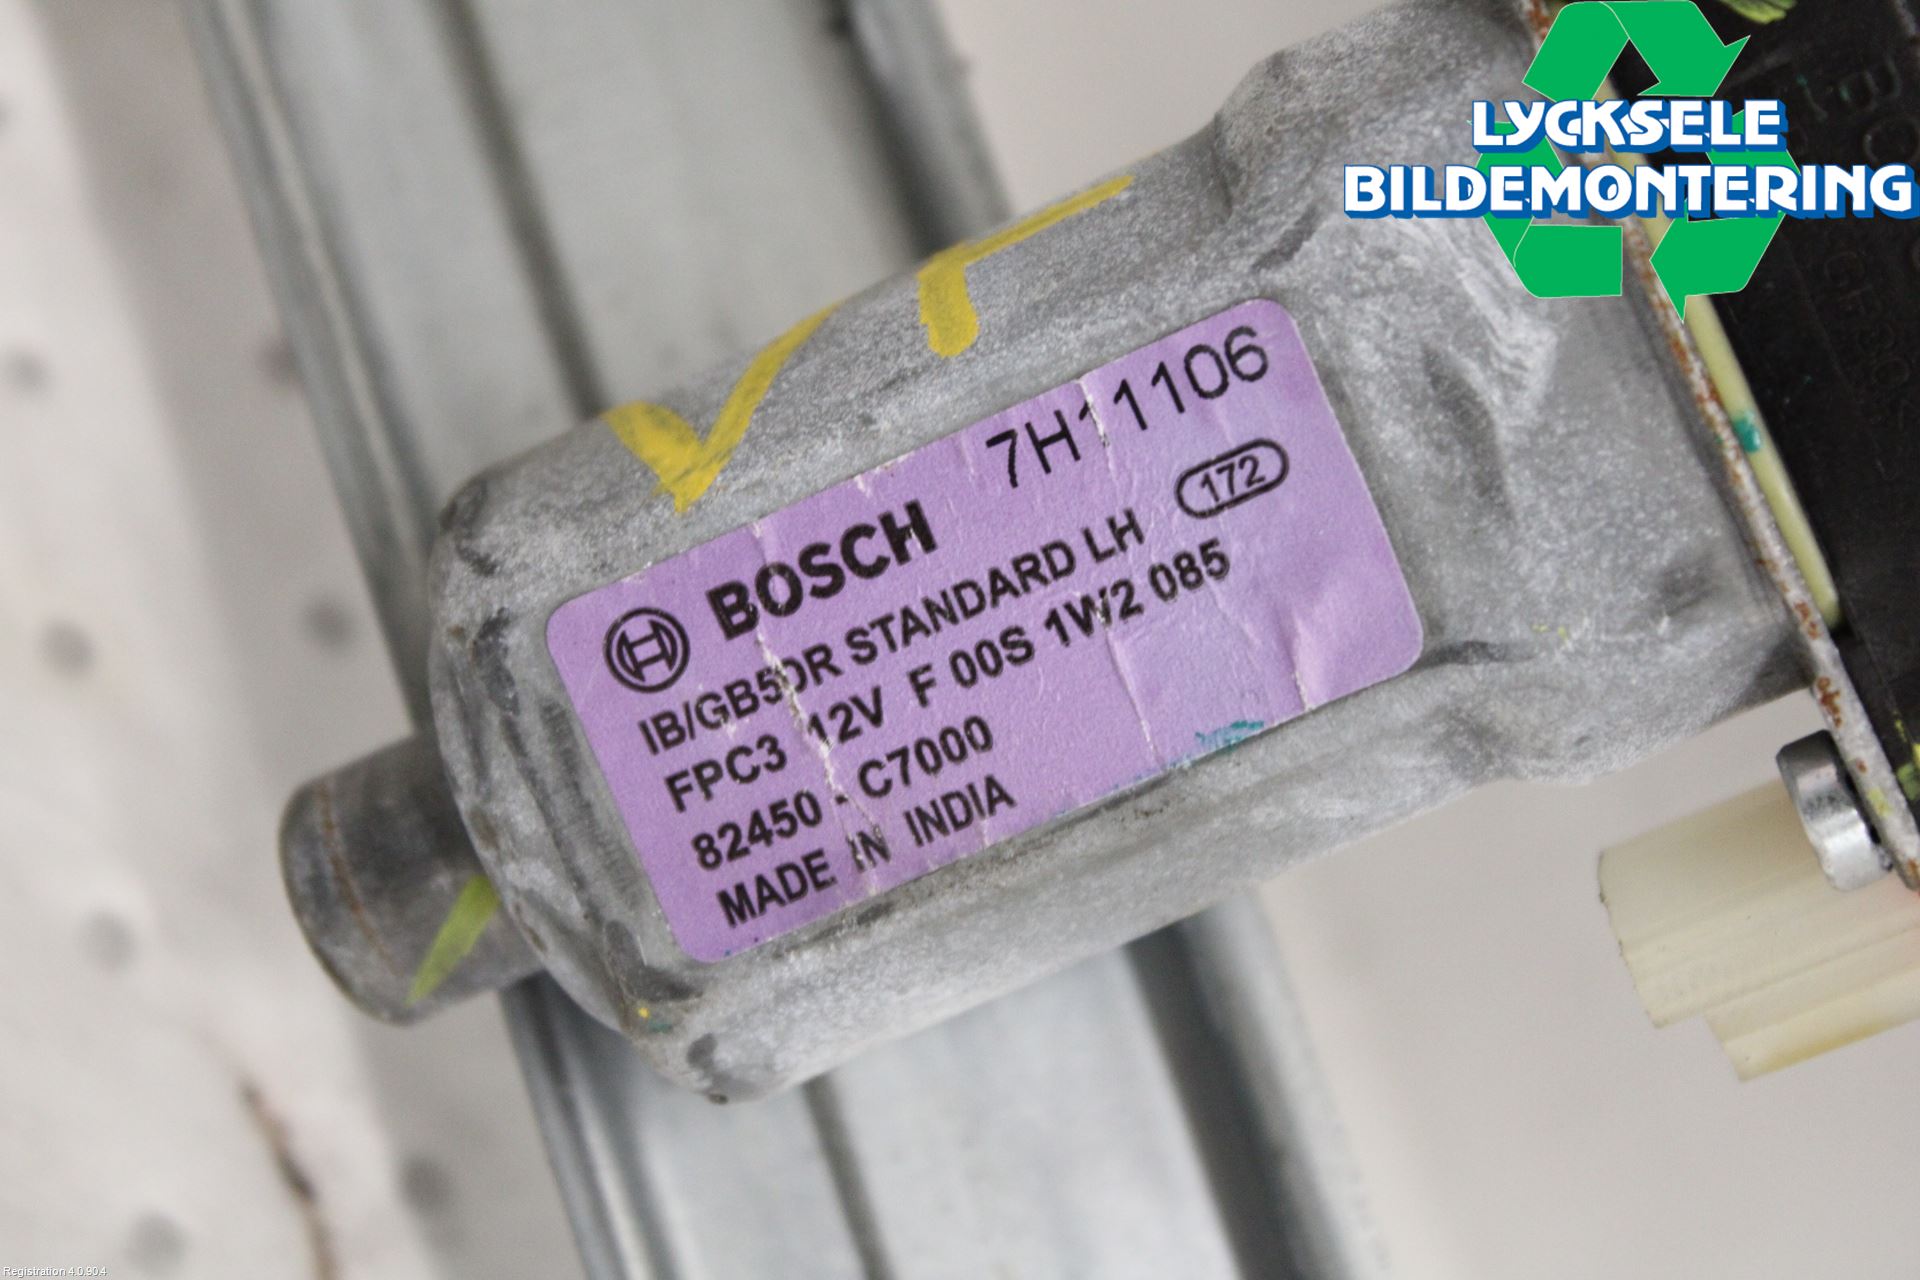 LYCKSELE
BILDEMONTERING
7H11106
BOSCH
172
IB/GB5DR STANDARD LH
FPC3 12V F 00S 1W2 085
82450 - C7000
MADE IN INDIA
Registration 4.0.90.4